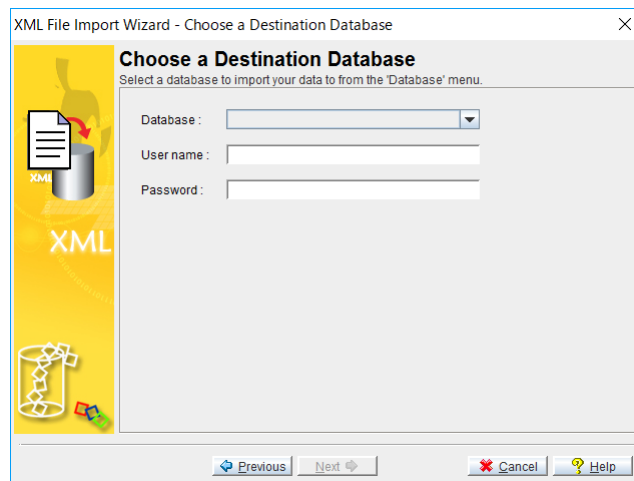 XML File Import Wizard - Choose a Destination Database
Choose a Destination Database
Select a database to import your data to from the 'Database' menu.
Database :
User name :
Password :
XML
XML
Previous
Next
Cancel
Help